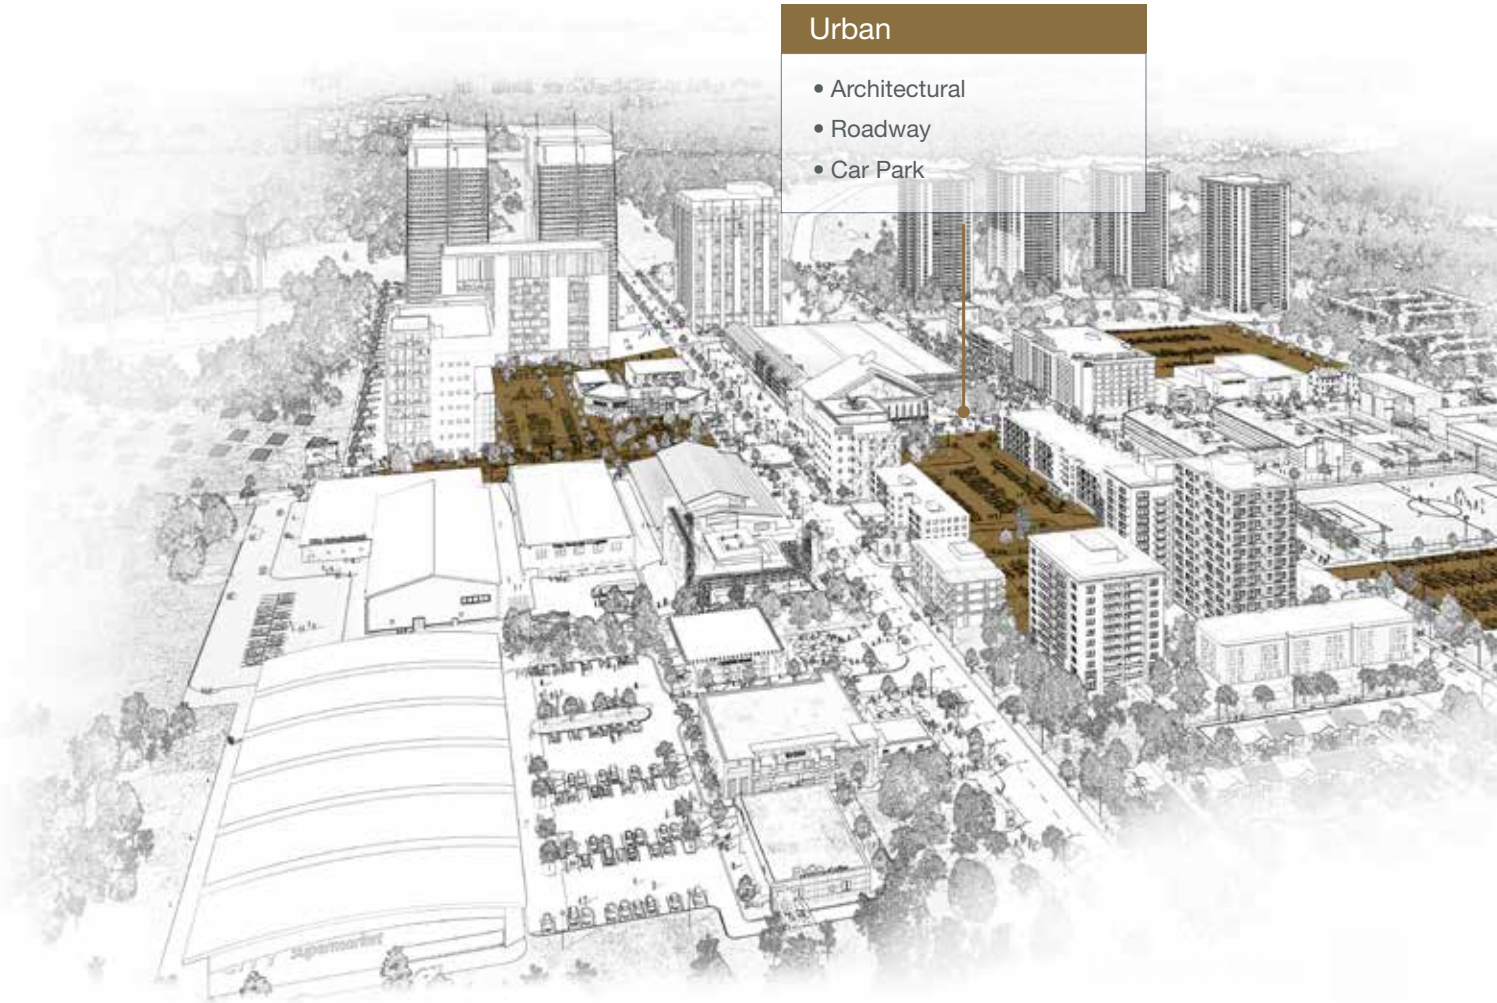 Urban
• Architectural
• Roadway
• Car Park
supermarket